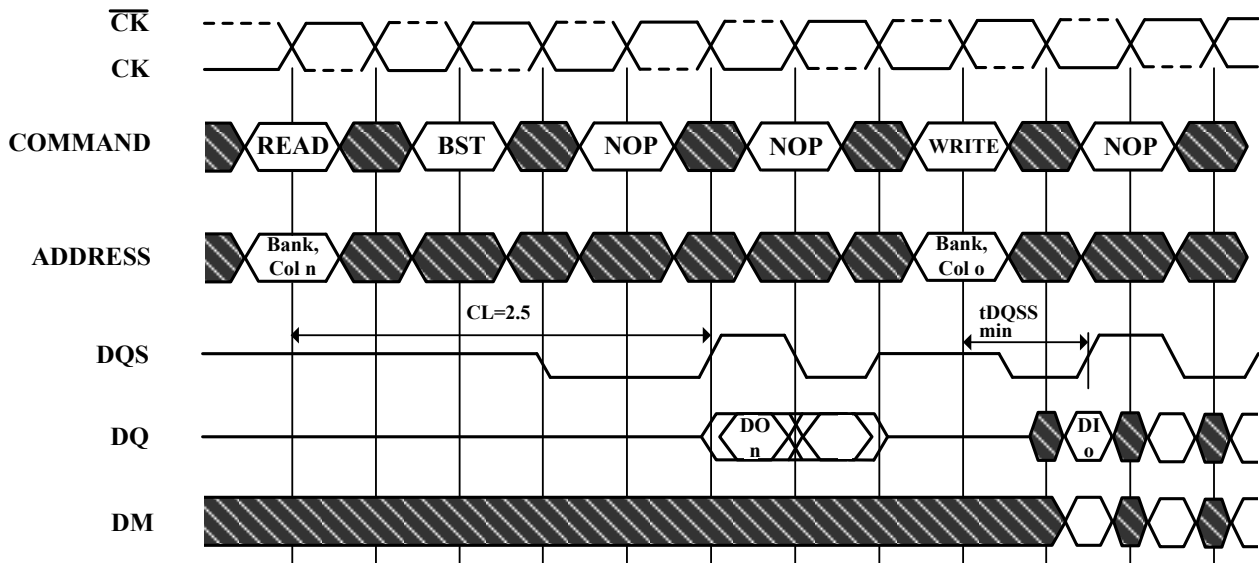 CK
CK
COMMAND
READ
BST
NOP
NOP
WRITE
NOP
ADDRESS
Bank,
Col n
Bank,
Col o
CL=2.5
tDQSS
min
DQS
DQ
DO
n
DI
o
DM